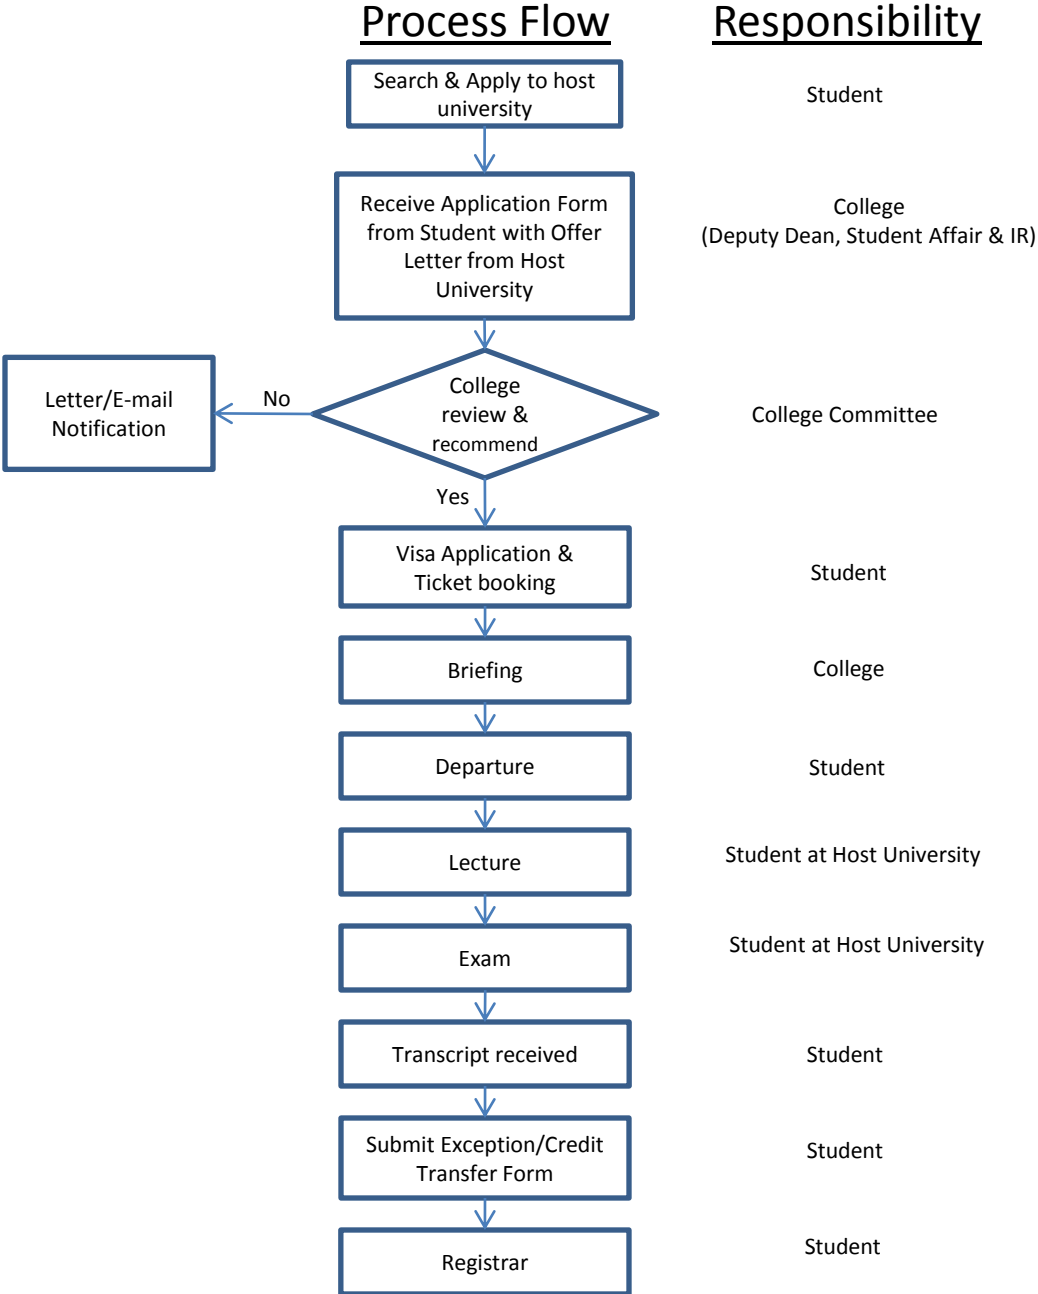 Process Flow Responsibility
Search & Apply to host
university
Student
Receive Application Form
from Student with Offer
Letter from Host
University
College
(Deputy Dean, Student Affair & IR)
College
review &
recommend
No
Letter/E-mail
Notification
College Committee
Yes
Visa Application &
Ticket booking
Student
Briefing
College
Departure
Student
Lecture
Student at Host University
Exam
Student at Host University
Transcript received
Student
Submit Exception/Credit
Transfer Form
Student
Registrar
Student